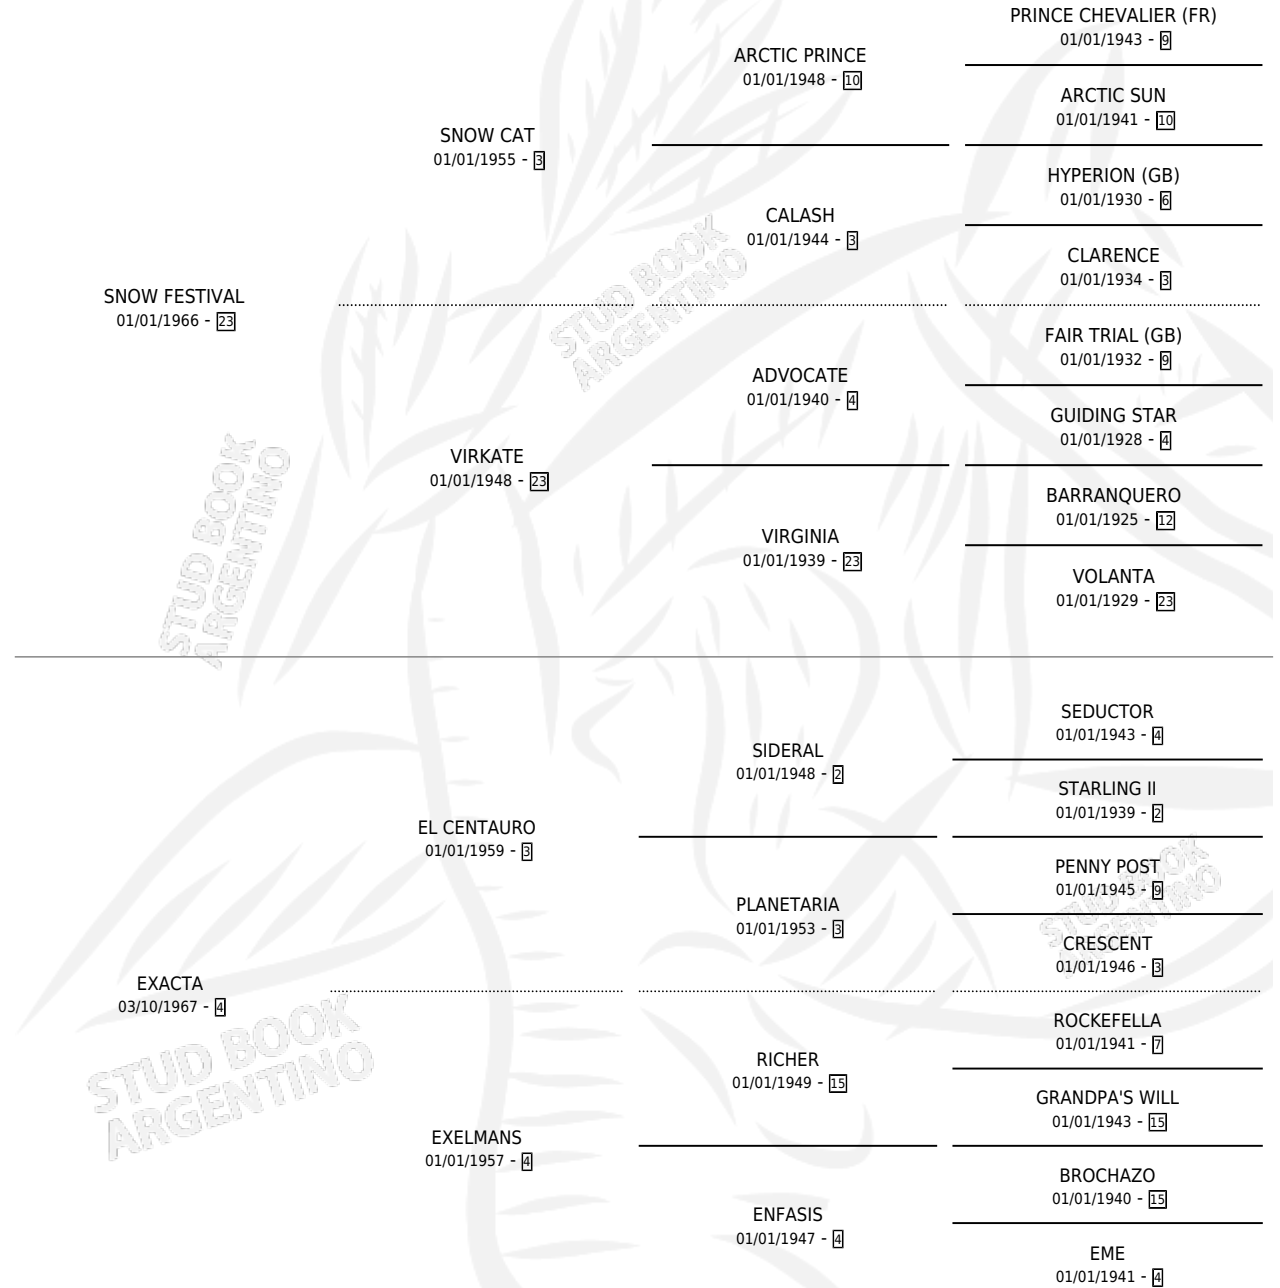 PRINCE CHEVALIER (FR)
01/01/1943 - 9
ARCTIC PRINCE
01/01/1948 - 10
ARCTIC SUN
01/01/1941 - 10
SNOW CAT
01/01/1955 - 3
HYPERION (GB)
01/01/1930 - 6
CALASH
01/01/1944 - 3
CLARENCE
01/01/1934 - 3
SNOW FESTIVAL
01/01/1966 - 23
FAIR TRIAL (GB)
01/01/1932 - 9
ADVOCATE
01/01/1940 - 4
GUIDING STAR
01/01/1928 - 4
VIRKATE
01/01/1948 - 23
BARRANQUERO
01/01/1925 - 12
VIRGINIA
01/01/1939 - 23
VOLANTA
01/01/1929 - 23
SEDUCTOR
01/01/1943 - 4
SIDERAL
01/01/1948 - 2
STARLING II
01/01/1939 - 2
EL CENTAURO
01/01/1959 - 3
PENNY POST
01/01/1945 - 9
PLANETARIA
01/01/1953 - 3
CRESCENT
01/01/1946 - 3
EXACTA
03/10/1967 - 4
ROCKEFELLA
01/01/1941 - 7
RICHER
01/01/1949 - 15
GRANDPA'S WILL
01/01/1943 - 15
EXELMANS
01/01/1957 - 4
BROCHAZO
01/01/1940 - 15
ENFASIS
01/01/1947 - 4
EME
01/01/1941 - 4
STUD BOOK
ARGENTINO
STUD BOOK
ARGENTINO
STUD BOOK
ARGENTINO
STUD BOOK
ARGENTINO